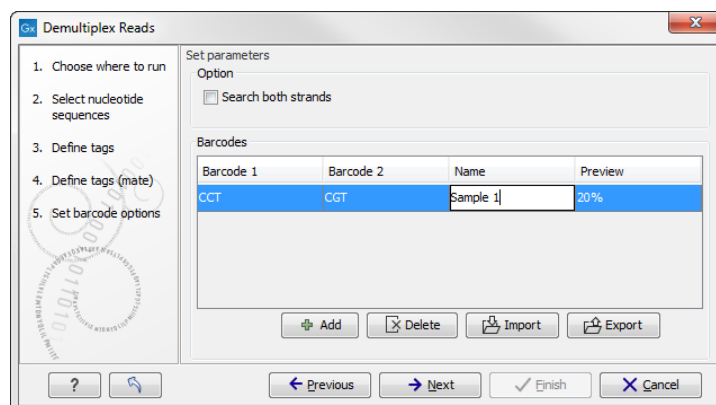 Gx Demultiplex Reads
1. Choose where to run
2. Select nucleotide
sequences
3. Define tags
4. Define tags (mate)
5. Set barcode options
Set parameters
Option
Search both strands
Barcodes
Barcode 1 Barcode 2 Name Preview
CCT CGT Sample 1 20%
Add Delete Import Export
? Previous Next Finish Cancel